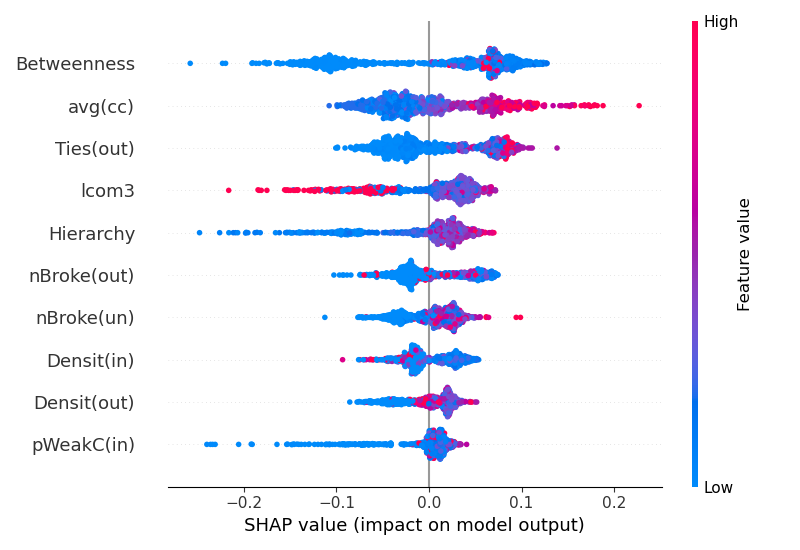 High
Betweenness
avg(cc)
Ties(out)
lcom3
Hierarchy
nBroke(out)
nBroke(un)
Densit(in)
Densit(out)
pWeakC(in)
Feature value
Low
−0.2 −0.1 0.0 0.1 0.2
SHAP value (impact on model output)